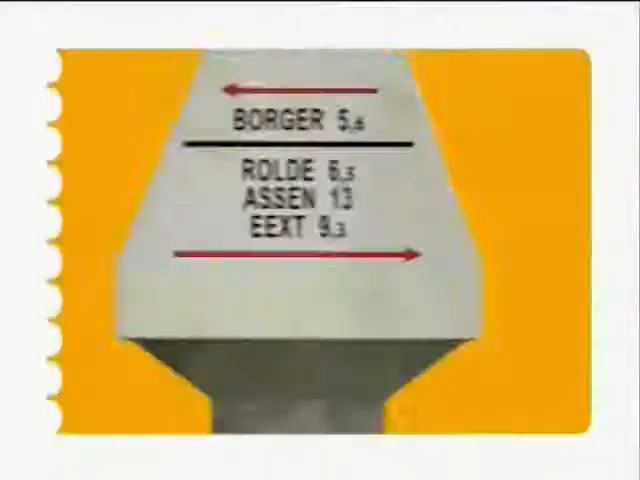 BORGER 5,6
ROLDE 6,3
ASSEN 13
EEXT 9,3